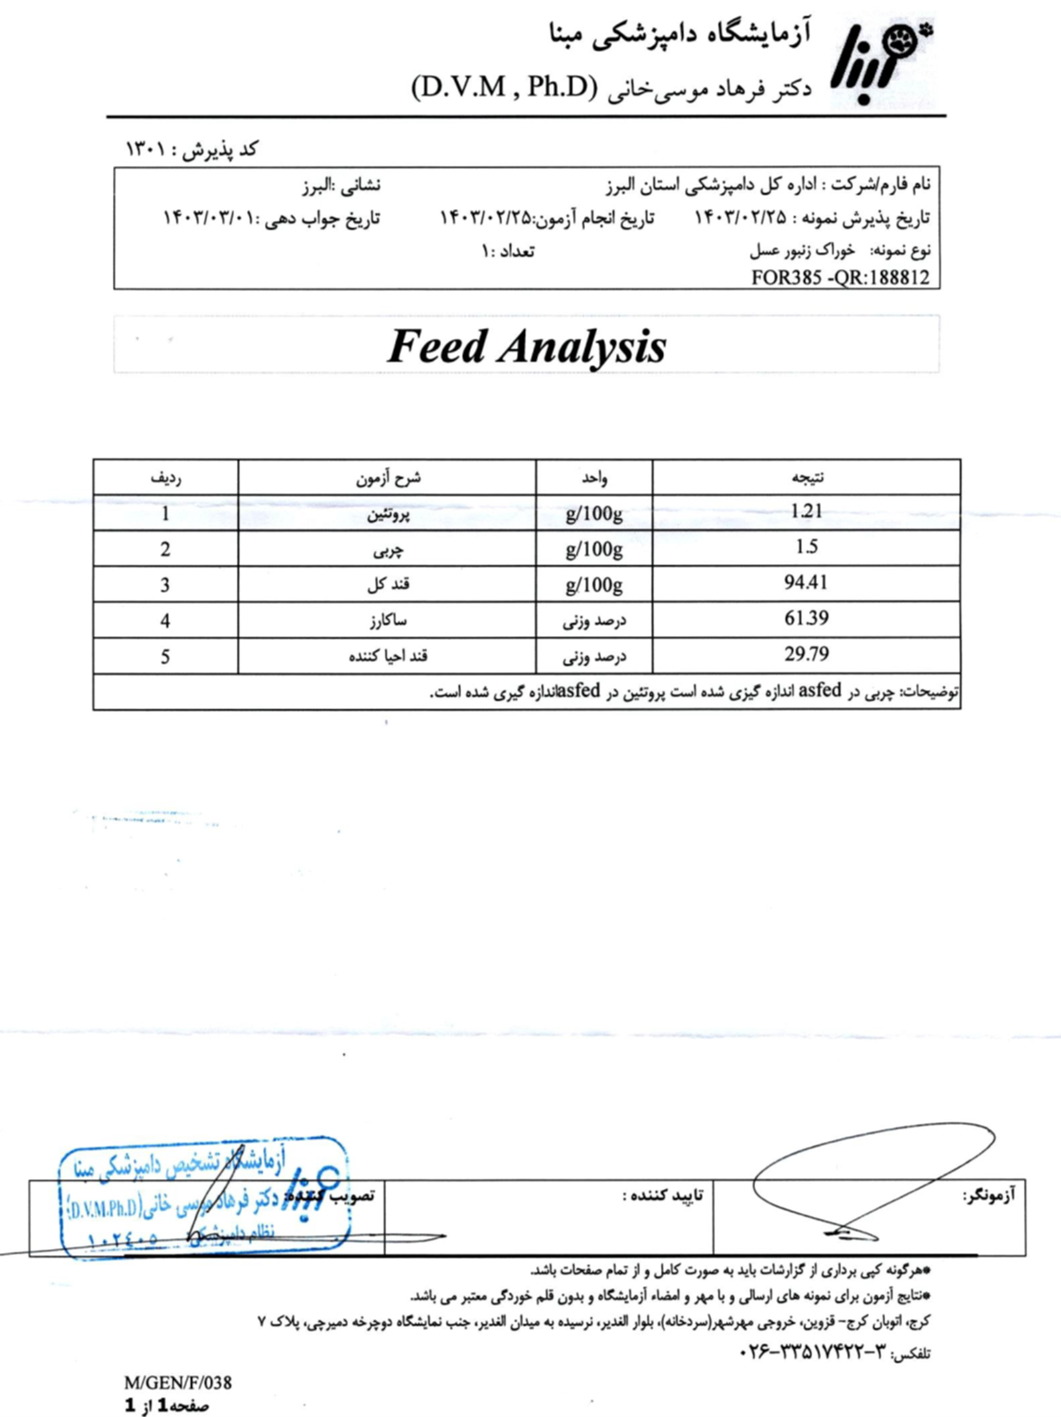 آزمایشگاه دامپزشکی مبنا
دکتر فرهاد موسی‌خانی (D.V.M , Ph.D)
مبنا
کد پذیرش : ۱۳۰۱
نام فارم/شرکت : اداره کل دامپزشکی استان البرز نشانی :البرز
تاریخ پذیرش نمونه : ۱۴۰۳/۰۲/۲۵ تاریخ انجام آزمون:۱۴۰۳/۰۲/۲۵ تاریخ جواب دهی :۱۴۰۳/۰۳/۰۱
نوع نمونه: خوراک زنبور عسل تعداد :۱
FOR385 -QR:188812
Feed Analysis
ردیف شرح آزمون واحد نتیجه
1 پروتئین g/100g 1.21
2 چربی g/100g 1.5
3 قند کل g/100g 94.41
4 ساکارز درصد وزنی 61.39
5 قند احیا کننده درصد وزنی 29.79
توضیحات: چربی در asfed اندازه گیزی شده است پروتئین در asfedاندازه گیری شده است.
آزمونگر: تایید کننده : تصویب کننده:
آزمایشگاه تشخیص دامپزشکی مبنا
دکتر فرهاد موسی خانی(D.V.M.Ph.D)
نظام دامپزشکی ۱۰۲٤۰۵
*هرگونه کپی برداری از گزارشات باید به صورت کامل و از تمام صفحات باشد.
*نتایج آزمون برای نمونه های ارسالی و با مهر و امضاء آزمایشگاه و بدون قلم خوردگی معتبر می باشد.
کرج، اتوبان کرج- قزوین، خروجی مهرشهر(سردخانه)، بلوار الغدیر، نرسیده به میدان الغدیر، جنب نمایشگاه دوچرخه دمیرچی، پلاک ۷
تلفکس: ۳-۳۳۵۱۷۴۲۲-۰۲۶
M/GEN/F/038
صفحه1 از 1